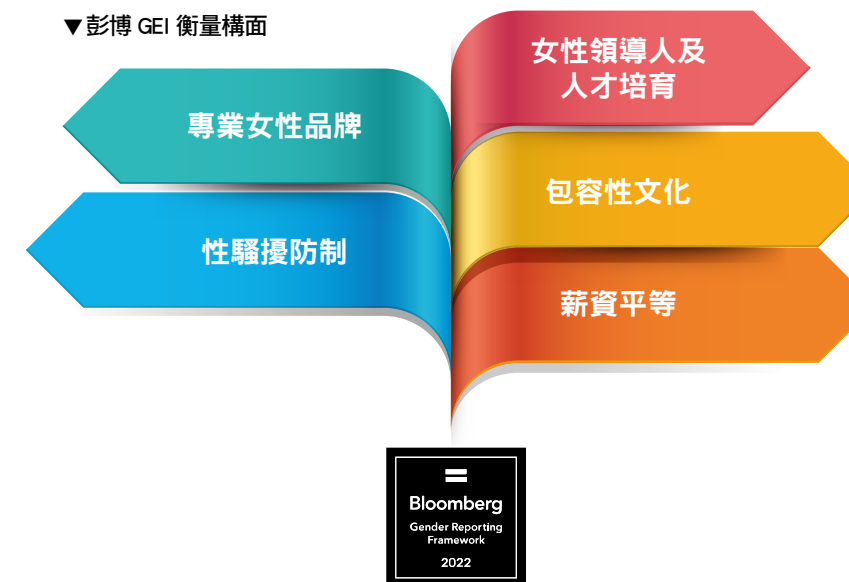 ▼彭博 GEI 衡量構面
女性領導人及
人才培育
專業女性品牌
包容性文化
性騷擾防制
薪資平等
Bloomberg
Gender Reporting
Framework
2022